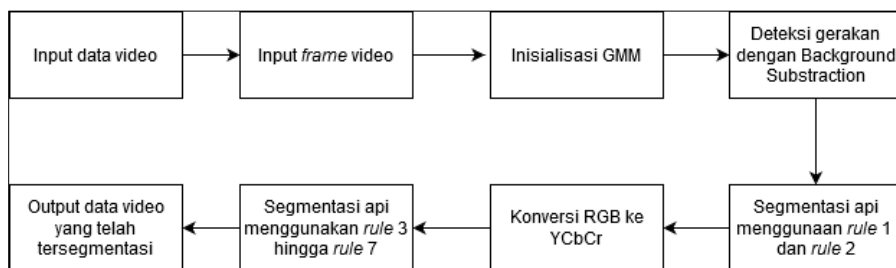 Input data video
Input frame video
Inisialisasi GMM
Deteksi gerakan
dengan Background
Substraction
Segmentasi api
menggunaan rule 1
dan rule 2
Konversi RGB ke
YCbCr
Segmentasi api
menggunakan rule 3
hingga rule 7
Output data video
yang telah
tersegmentasi